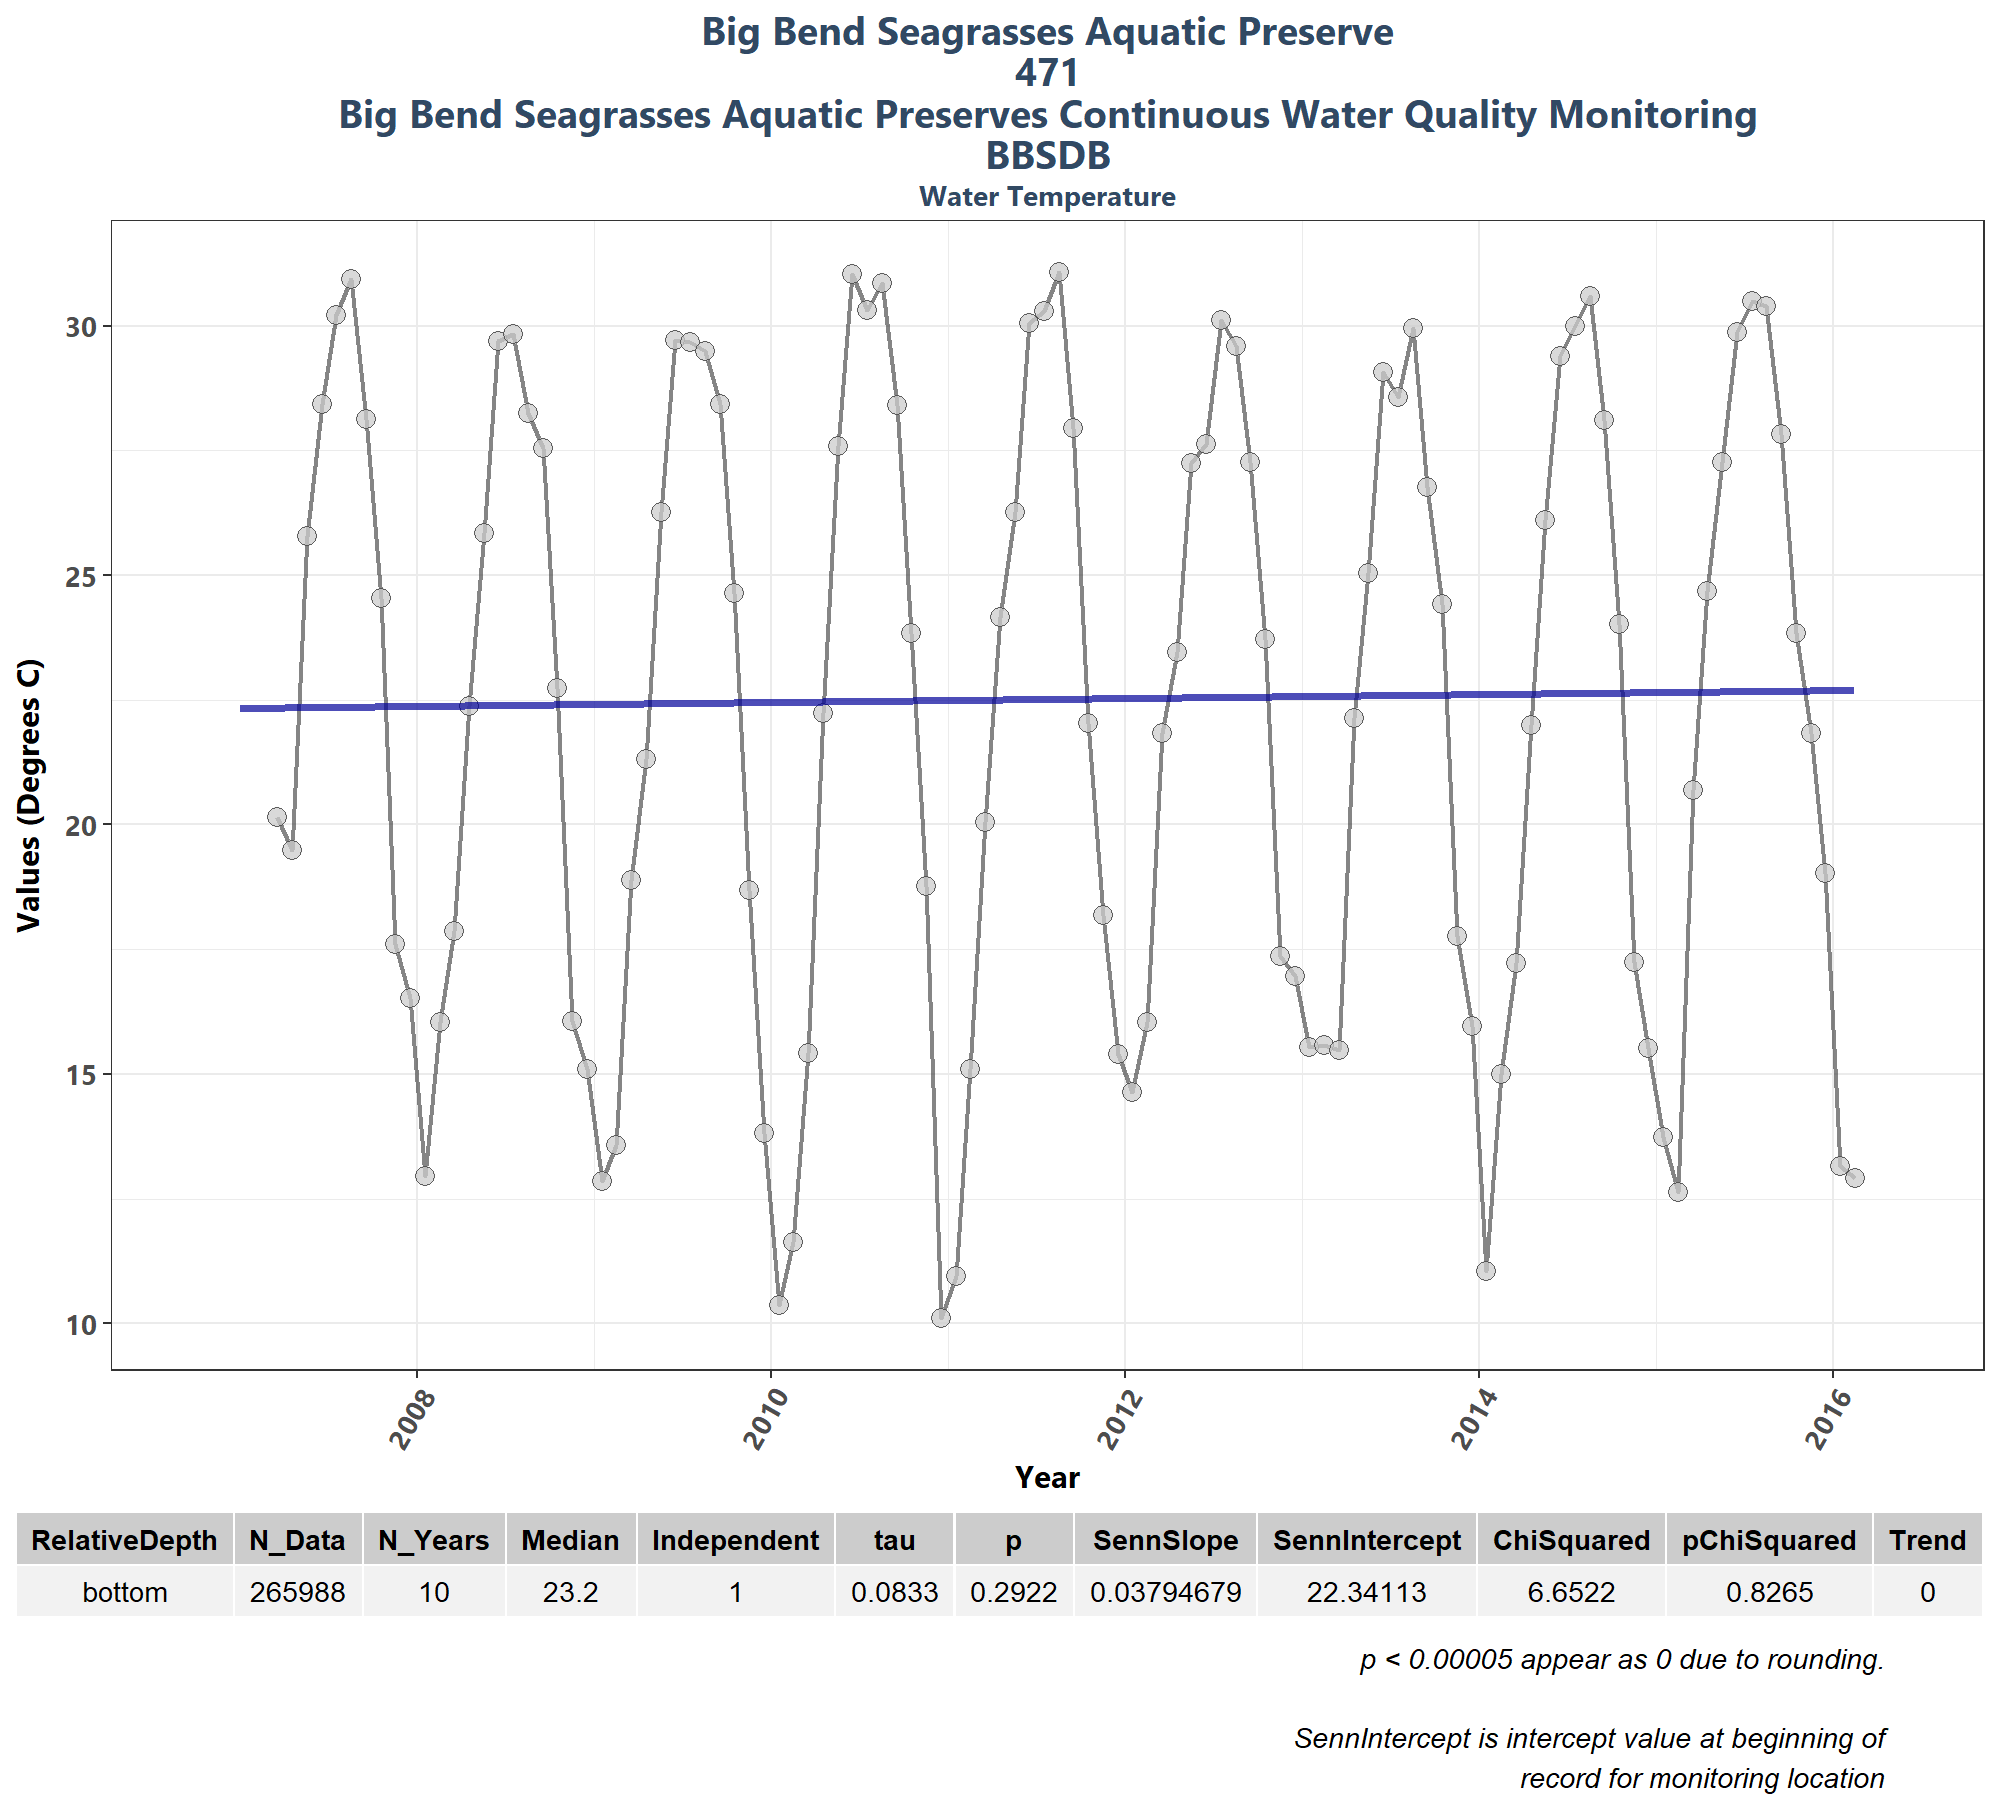 Big Bend Seagrasses Aquatic Preserve
471
Big Bend Seagrasses Aquatic Preserves Continuous Water Quality Monitoring
BBSDB
Water Temperature
Values (Degrees C)
30
25
20
15
10
2008
2010
2012
2014
2016
Year
RelativeDepth N_Data N_Years Median Independent tau p SennSlope SennIntercept ChiSquared pChiSquared Trend
bottom 265988 10 23.2 1 0.0833 0.2922 0.03794679 22.34113 6.6522 0.8265 0
p < 0.00005 appear as 0 due to rounding.
SennIntercept is intercept value at beginning of
record for monitoring location